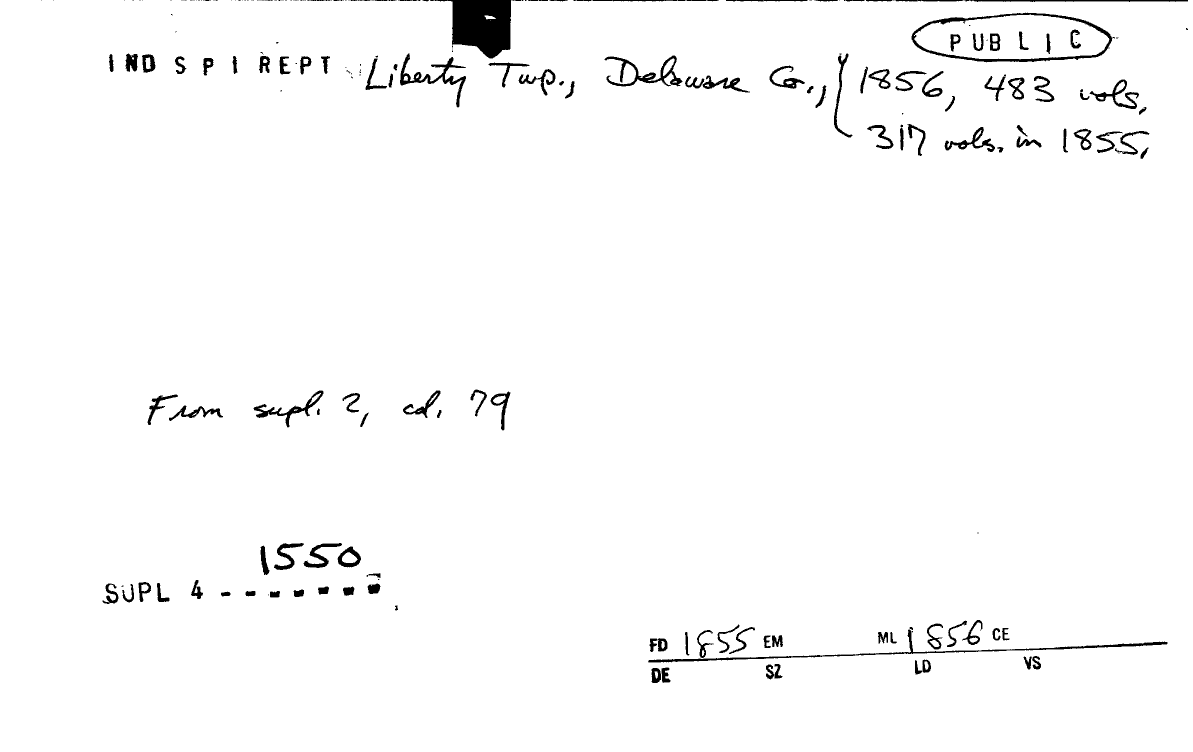 PUBLIC
IND SPI REPT Liberty Twp., Delaware Co., { 1856, 483 vols,
317 vols. in 1855,
From supl. 2, cd. 79
1550
SUPL 4 - - - - - - -
FD 1855 EM ML 1856 CE
DE SZ LD VS